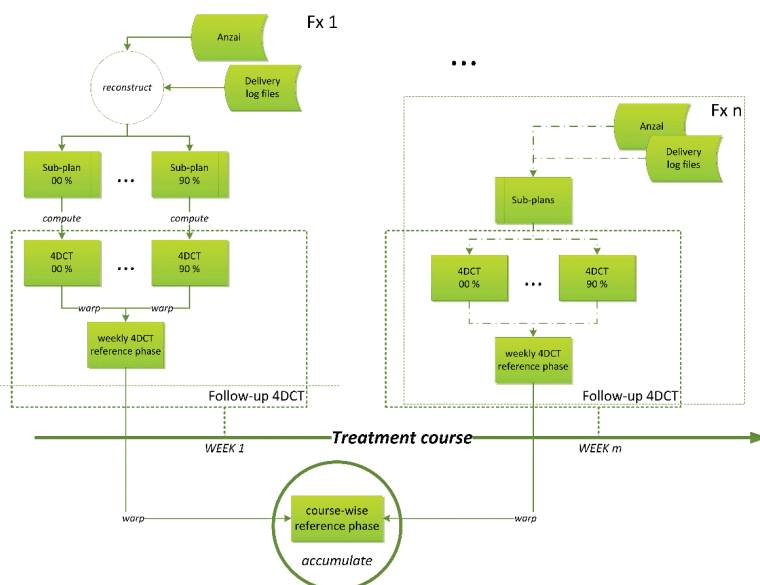 Fx 1
Anzai
reconstruct
Delivery
log files
Sub-plan
00 %
...
Sub-plan
90 %
compute
compute
4DCT
00 %
...
4DCT
90 %
warp
warp
weekly 4DCT
reference phase
Follow-up 4DCT
...
Fx n
Anzai
Delivery
log files
Sub-plans
4DCT
00 %
...
4DCT
90 %
weekly 4DCT
reference phase
Follow-up 4DCT
Treatment course
WEEK 1
WEEK m
warp
course-wise
reference phase
warp
accumulate